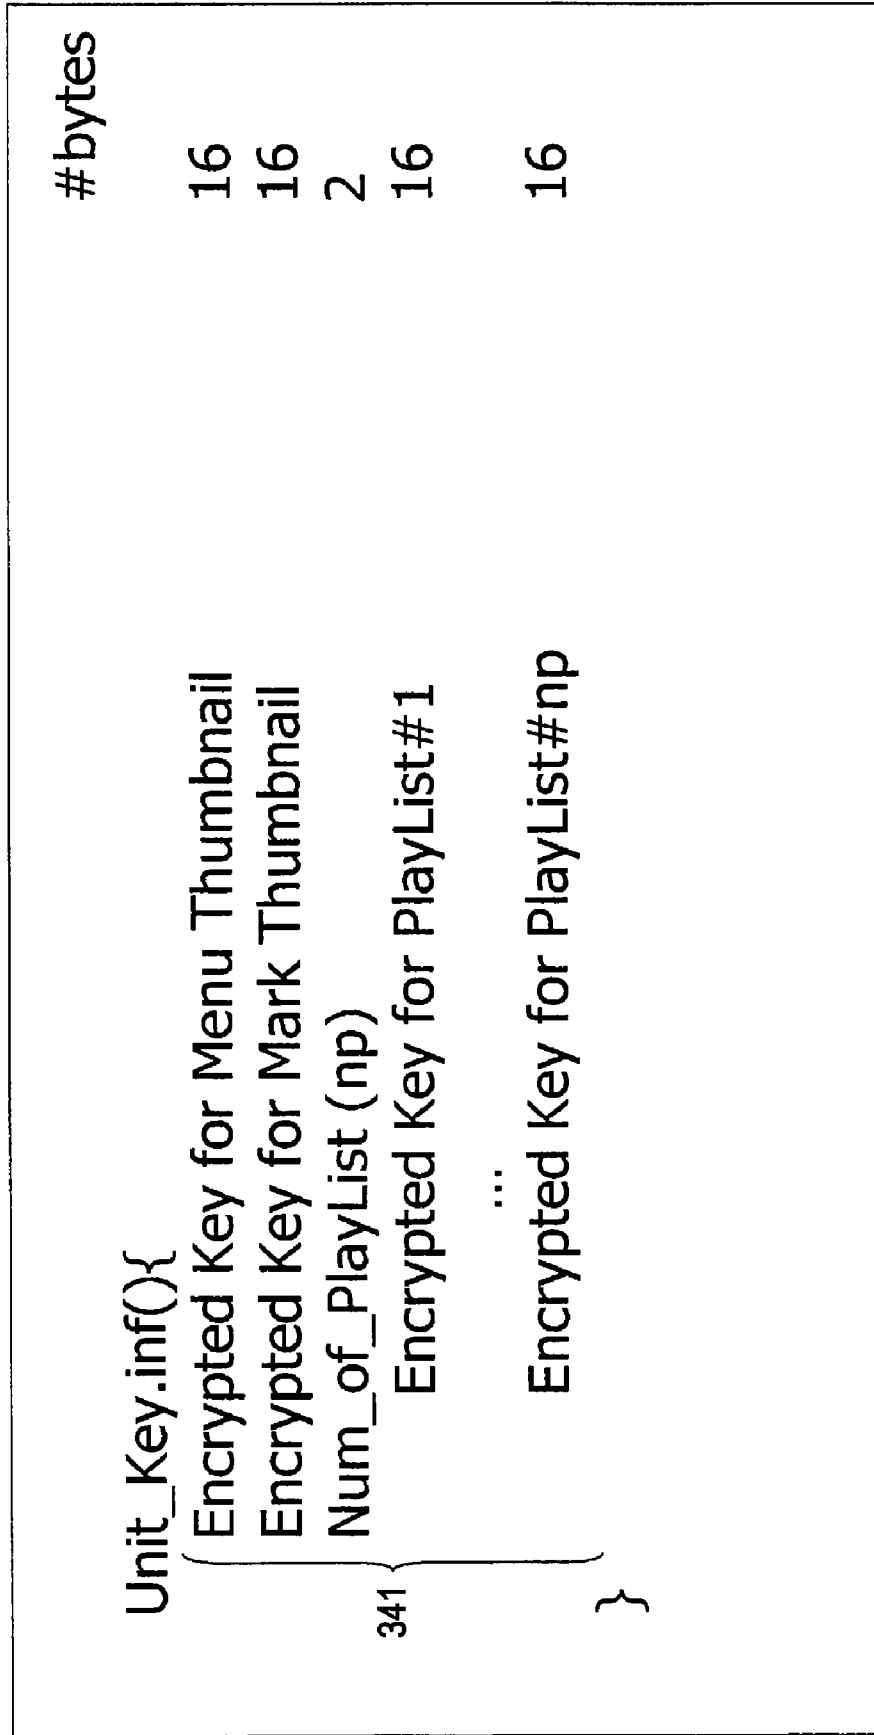 #bytes
Unit_Key.inf(){
Encrypted Key for Menu Thumbnail 16
Encrypted Key for Mark Thumbnail 16
Num_of_PlayList (np) 2
Encrypted Key for PlayList#1 16
...
Encrypted Key for PlayList#np 16
}
341